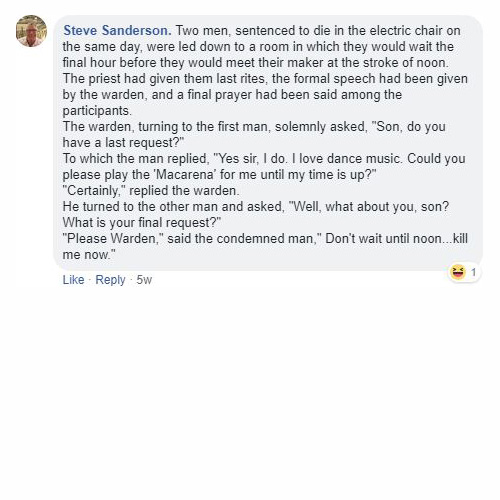 Steve Sanderson. Two men, sentenced to die in the electric chair on
the same day, were led down to a room in which they would wait the
final hour before they would meet their maker at the stroke of noon.
The priest had given them last rites, the formal speech had been given
by the warden, and a final prayer had been said among the
participants.
The warden, turning to the first man, solemnly asked, "Son, do you
have a last request?"
To which the man replied, "Yes sir, I do. I love dance music. Could you
please play the 'Macarena' for me until my time is up?"
"Certainly," replied the warden.
He turned to the other man and asked, "Well, what about you, son?
What is your final request?"
"Please Warden," said the condemned man," Don't wait until noon...kill
me now."
Like · Reply · 5w
1